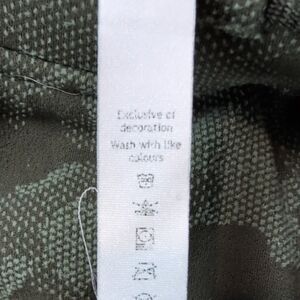 Exclusive of
decoration
Wash with like
colours